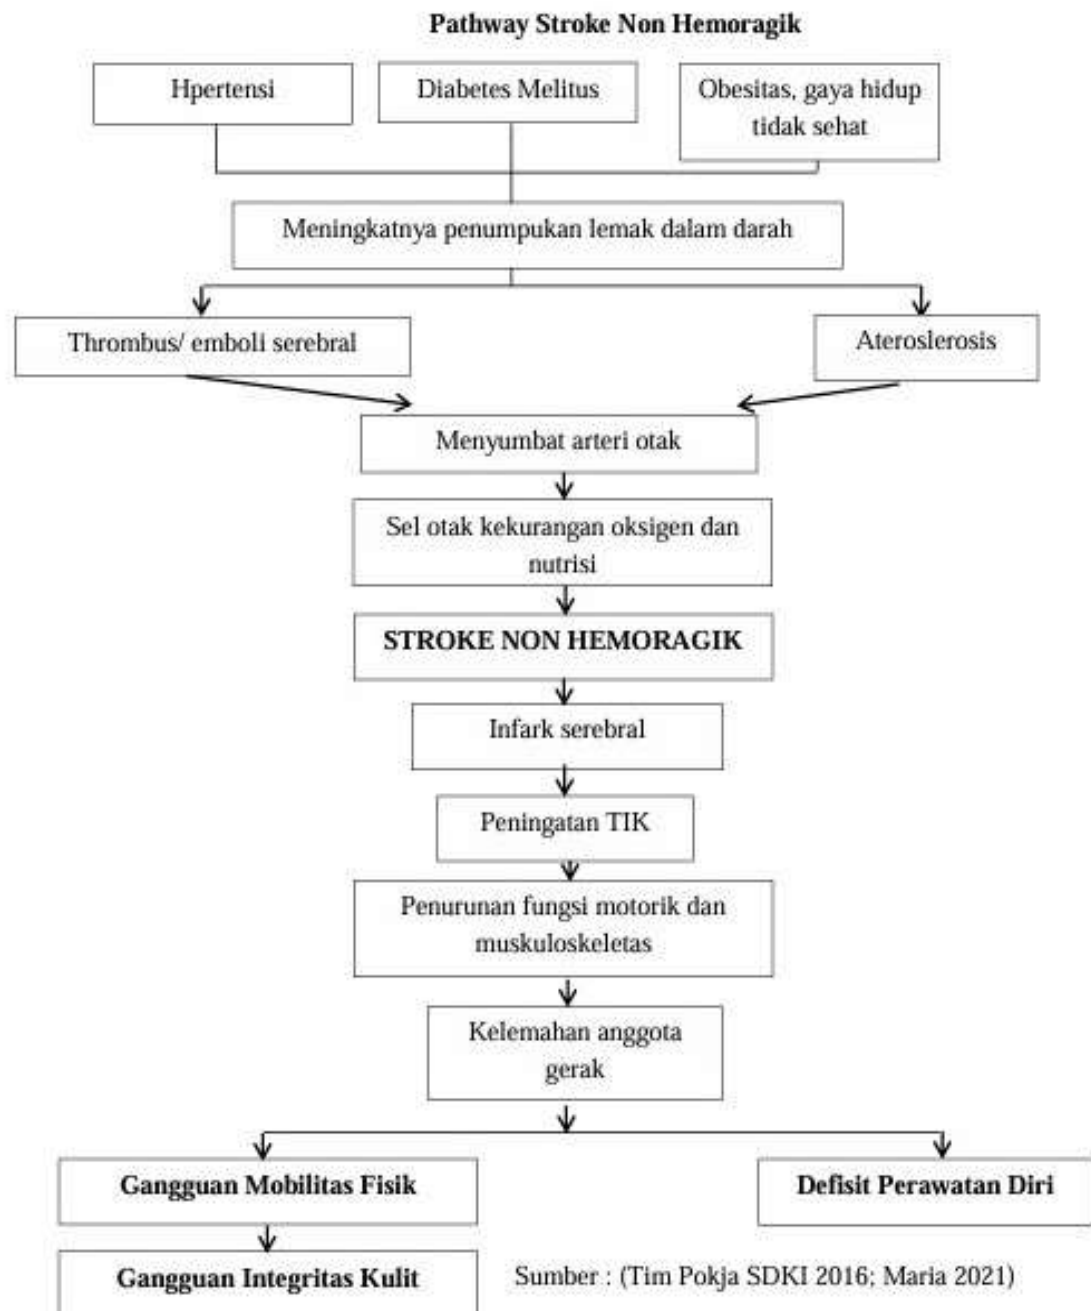 Pathway Stroke Non Hemoragik
Hpertensi
Diabetes Melitus
Obesitas, gaya hidup
tidak sehat
Meningkatnya penumpukan lemak dalam darah
Thrombus/ emboli serebral
Ateroslerosis
Menyumbat arteri otak
Sel otak kekurangan oksigen dan
nutrisi
STROKE NON HEMORAGIK
Infark serebral
Peningatan TIK
Penurunan fungsi motorik dan
muskuloskeletas
Kelemahan anggota
gerak
Gangguan Mobilitas Fisik
Defisit Perawatan Diri
Gangguan Integritas Kulit
Sumber : (Tim Pokja SDKI 2016; Maria 2021)